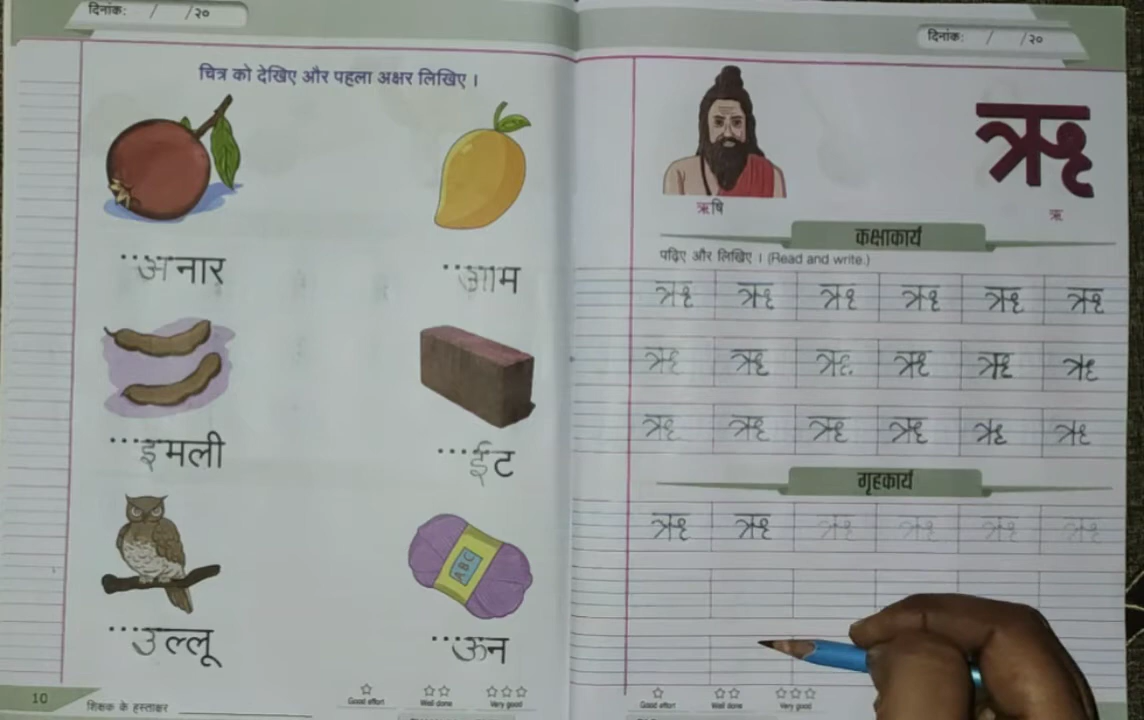 दिनांक: / /२०
चित्र को देखिए और पहला अक्षर लिखिए ।
अनार आम
इमली ईंट
ABC
उल्लू ऊन
10
शिक्षक के हस्ताक्षर
Good effort Well done Very good
दिनांक: / /२०
ऋ
ऋषि ऋ
कक्षाकार्य
पढ़िए और लिखिए । (Read and write.)
ऋ ऋ ऋ ऋ ऋ ऋ
ऋ ऋ ऋ ऋ ऋ ऋ
ऋ ऋ ऋ ऋ ऋ ऋ
गृहकार्य
ऋ ऋ ऋ ऋ ऋ ऋ
Good effort Well done Very good